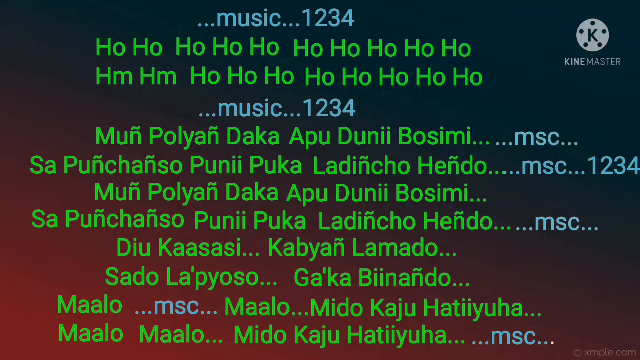 ...music...1234
Ho Ho Ho Ho Ho Ho Ho Ho Ho Ho
Hm Hm Ho Ho Ho Ho Ho Ho Ho Ho
...music...1234
Muñ Polyañ Daka Apu Dunii Bosimi... ...msc...
Sa Puñchañso Punii Puka Ladiñcho Heñdo......msc...1234
Muñ Polyañ Daka Apu Dunii Bosimi...
Sa Puñchañso Punii Puka Ladiñcho Heñdo... ...msc...
Diu Kaasasi... Kabyañ Lamado...
Sado La'pyoso... Ga'ka Biinañdo...
Maalo ...msc... Maalo...Mido Kaju Hatiiyuha...
Maalo Maalo... Mido Kaju Hatiiyuha... ...msc...
K
KINEMASTER
© xmple.com